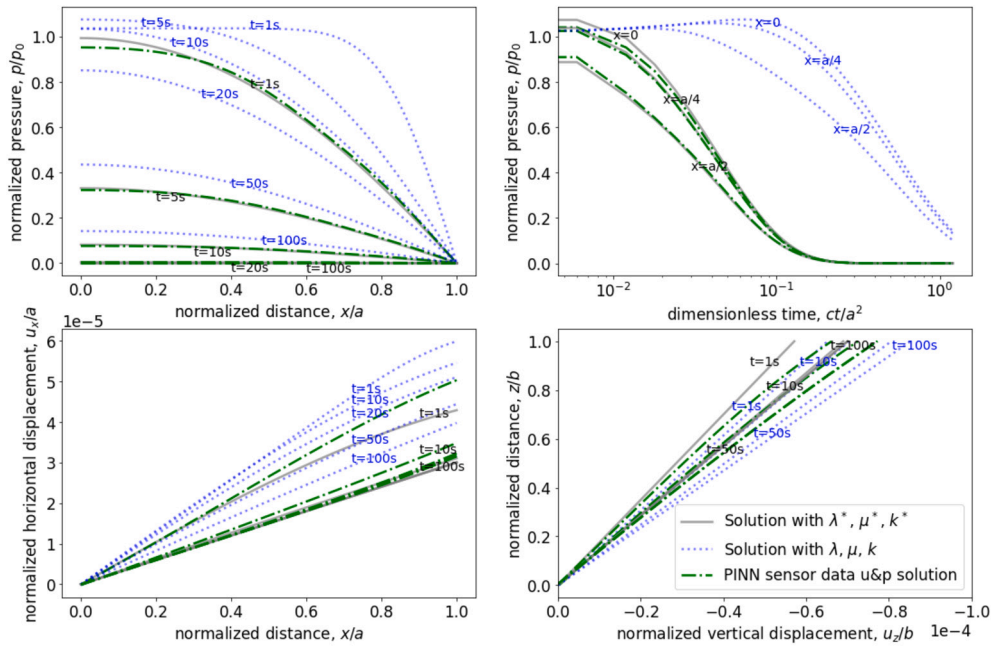 normalized pressure, p/p₀
1.0
0.8
0.6
0.4
0.2
0.0
t=5s
t=10s
t=1s
t=20s
t=1s
t=50s
t=5s
t=100s
t=10s
t=20s
t=100s
0.0 0.2 0.4 0.6 0.8 1.0
normalized distance, x/a
normalized pressure, p/p₀
1.0
0.8
0.6
0.4
0.2
0.0
x=0
x=0
x=a/4
x=a/4
x=a/2
x=a/2
10⁻² 10⁻¹ 10⁰
dimensionless time, ct/a²
1e−5
normalized horizontal displacement, uₓ/a
6
5
4
3
2
1
0
t=1s
t=10s
t=20s
t=1s
t=50s
t=10s
t=100s
t=100s
0.0 0.2 0.4 0.6 0.8 1.0
normalized distance, x/a
normalized distance, z/b
1.0
0.8
0.6
0.4
0.2
0.0
t=100s
t=100s
t=1s
t=10s
t=10s
t=1s
t=50s
t=50s
Solution with λ*, μ*, k*
Solution with λ, μ, k
PINN sensor data u&p solution
−0.0 −0.2 −0.4 −0.6 −0.8 −1.0
normalized vertical displacement, u_z/b
1e−4